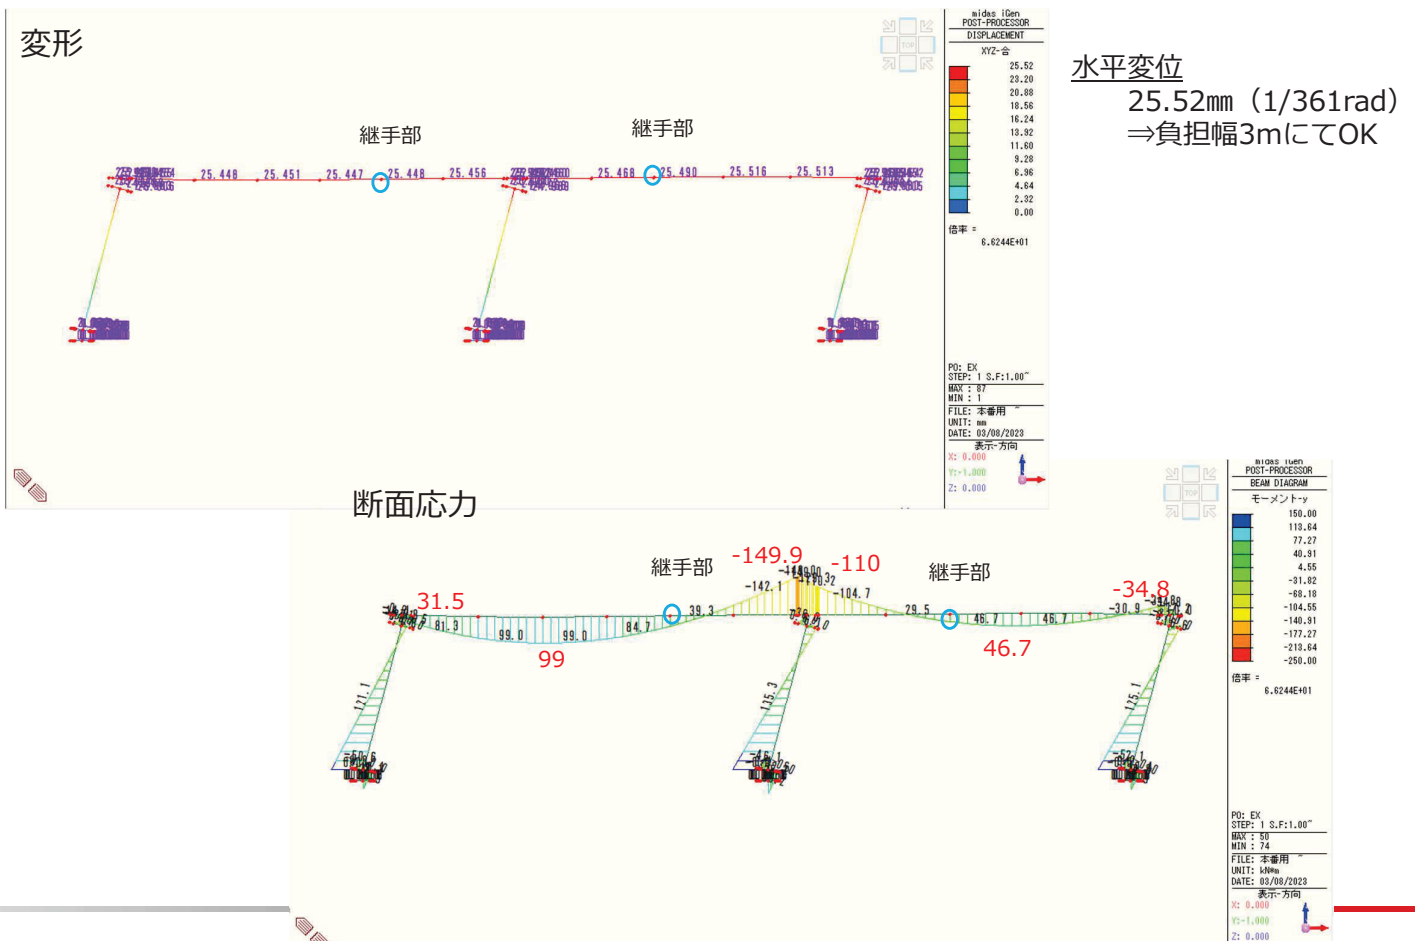 変形
midas iGen
POST-PROCESSOR
DISPLACEMENT
XYZ-合
25.52
23.20
20.88
18.56
16.24
13.92
11.60
9.28
6.96
4.64
2.32
0.00
倍率 =
6.6244E+01
PO: EX
STEP: 1 S.F:1.00~
MAX : 87
MIN : 1
FILE: 本番用 ~
UNIT: mm
DATE: 03/08/2023
表示-方向
X: 0.000
Y:-1.000
Z: 0.000
TOP
継手部
継手部
25.448
25.451
25.447
25.448
25.456
25.468
25.490
25.516
25.513
水平変位
25.52㎜（1/361rad）
⇒負担幅3mにてOK
断面応力
midas iGen
POST-PROCESSOR
BEAM DIAGRAM
モーメント-y
150.00
113.64
77.27
40.91
4.55
-31.82
-68.18
-104.55
-140.91
-177.27
-213.64
-250.00
倍率 =
6.6244E+01
PO: EX
STEP: 1 S.F:1.00~
MAX : 50
MIN : 74
FILE: 本番用 ~
UNIT: kN*m
DATE: 03/08/2023
表示-方向
X: 0.000
Y:-1.000
Z: 0.000
TOP
継手部
-149.9
-110
継手部
-34.8
31.5
81.3
99.0
99.0
84.7
39.3
-142.1
-104.7
29.5
46.7
46.7
-30.9
99
46.7
121.1
135.3
125.1